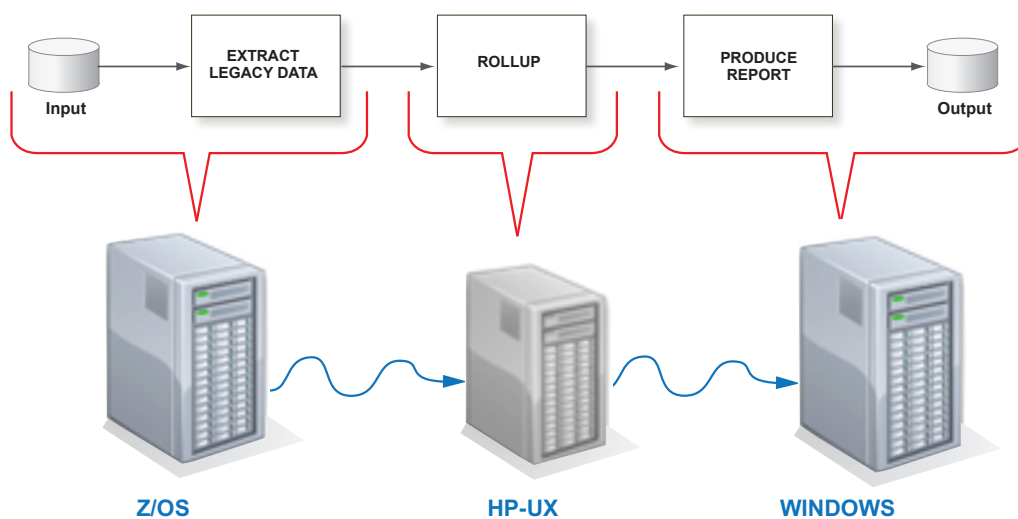 EXTRACT
LEGACY DATA
ROLLUP
PRODUCE
REPORT
Input
Output
Z/OS
HP-UX
WINDOWS